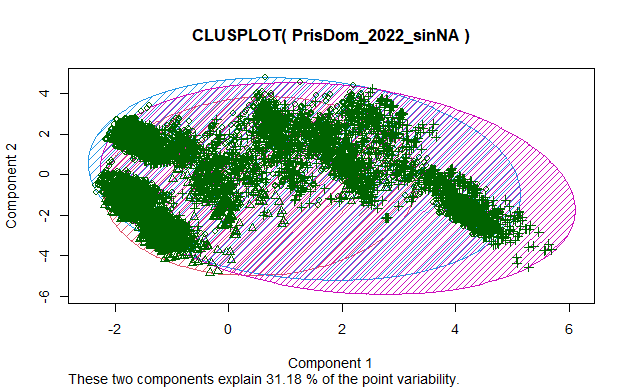 CLUSPLOT( PrisDom_2022_sinNA )
Component 2
4
2
0
-2
-4
-6
-2 0 2 4 6
Component 1
These two components explain 31.18 % of the point variability.